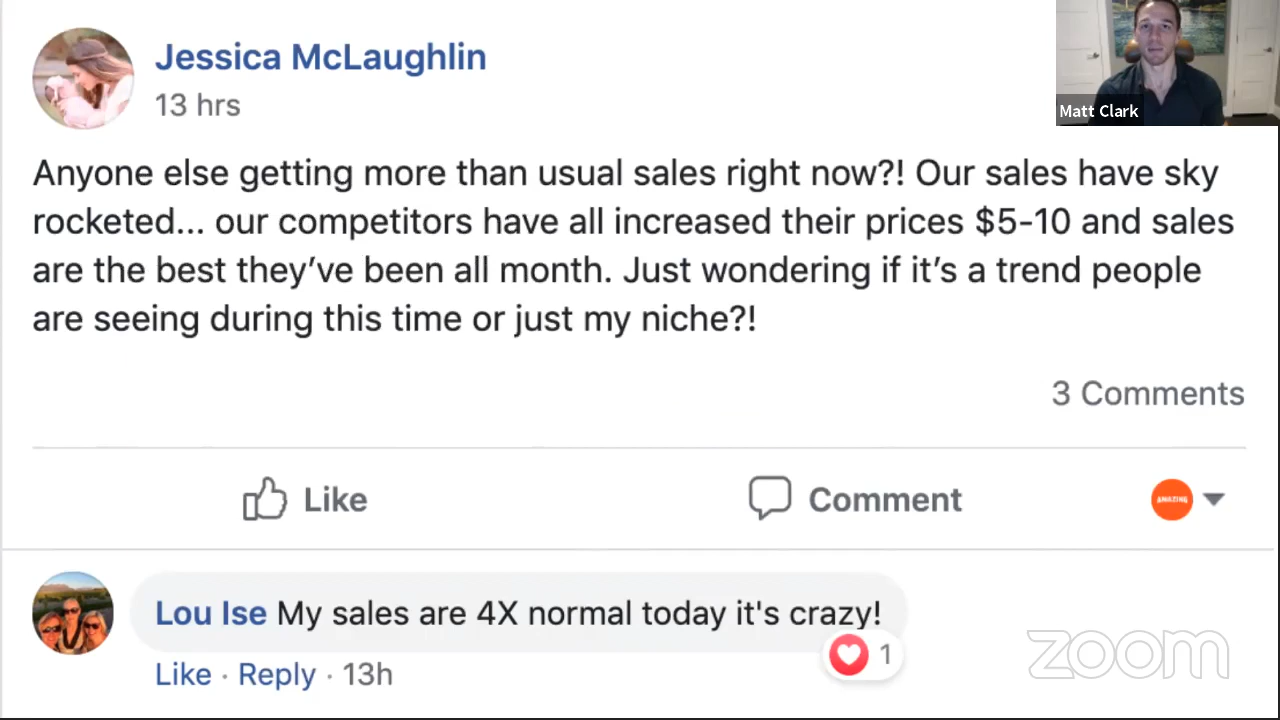 Jessica McLaughlin
13 hrs
Matt Clark
Anyone else getting more than usual sales right now?! Our sales have sky
rocketed... our competitors have all increased their prices $5-10 and sales
are the best they've been all month. Just wondering if it's a trend people
are seeing during this time or just my niche?!
3 Comments
Like
Comment
AMAZING
Lou Ise My sales are 4X normal today it's crazy!
1
Like · Reply · 13h
zoom